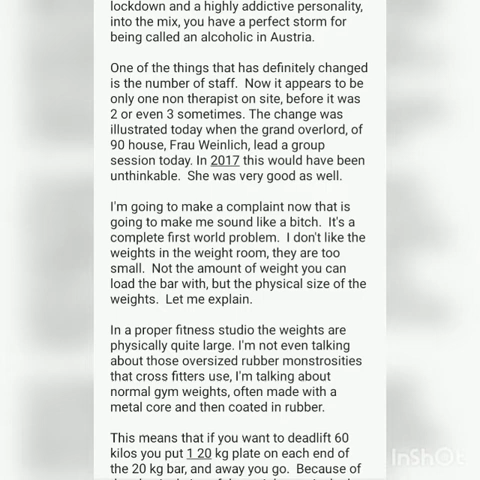 lockdown and a highly addictive personality,
into the mix, you have a perfect storm for
being called an alcoholic in Austria.
One of the things that has definitely changed
is the number of staff.  Now it appears to be
only one non therapist on site, before it was
2 or even 3 sometimes. The change was
illustrated today when the grand overlord, of
90 house, Frau Weinlich, lead a group
session today. In 2017 this would have been
unthinkable.  She was very good as well.
I'm going to make a complaint now that is
going to make me sound like a bitch.  It's a
complete first world problem.  I don't like the
weights in the weight room, they are too
small.  Not the amount of weight you can
load the bar with, but the physical size of the
weights.  Let me explain.
In a proper fitness studio the weights are
physically quite large. I'm not even talking
about those oversized rubber monstrosities
that cross fitters use, I'm talking about
normal gym weights, often made with a
metal core and then coated in rubber.
This means that if you want to deadlift 60
kilos you put 1 20 kg plate on each end of
the 20 kg bar, and away you go.  Because of
InShOt